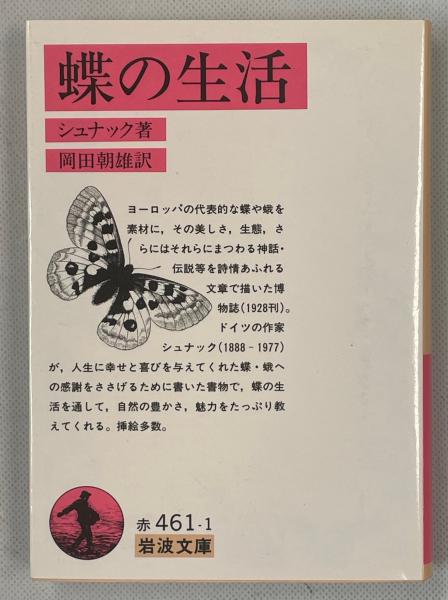 蝶の生活
シュナック著
岡田朝雄訳
ヨーロッパの代表的な蝶や蛾を
素材に，その美しさ，生態，さ
らにはそれらにまつわる神話・
伝説等を詩情あふれる
文章で描いた博
物誌(1928刊)。
ドイツの作家
シュナック(1888‐1977)
が，人生に幸せと喜びを与えてくれた蝶・蛾へ
の感謝をささげるために書いた書物で，蝶の生
活を通して，自然の豊かさ，魅力をたっぷり教
えてくれる。挿絵多数。
赤 461-1
岩波文庫